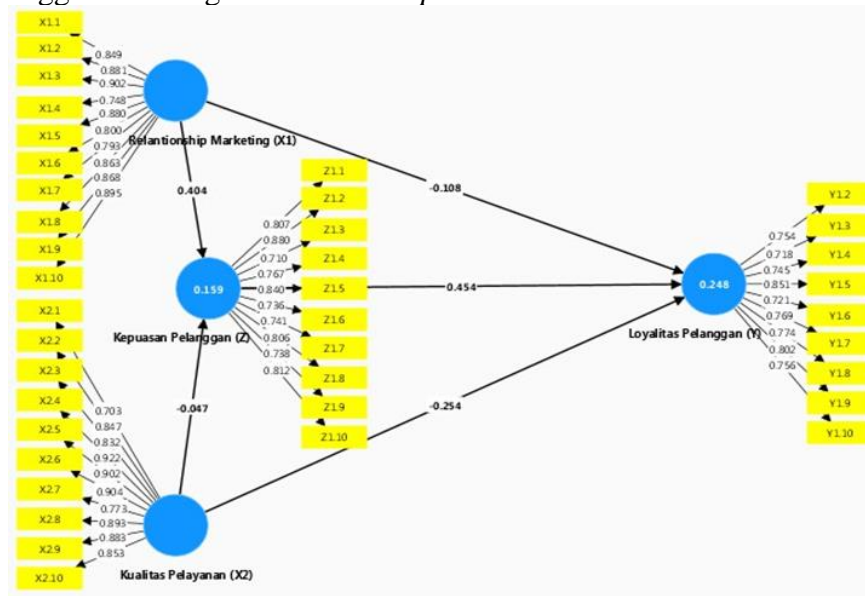 X1.1
X1.2
X1.3
X1.4
X1.5
X1.6
X1.7
X1.8
X1.9
X1.10
0.849
0.881
0.902
0.748
0.880
0.800
0.793
0.863
0.868
0.895
Relantionship Marketing (X1)
0.404
-0.108
Z1.1
Z1.2
Z1.3
Z1.4
Z1.5
Z1.6
Z1.7
Z1.8
Z1.9
Z1.10
0.807
0.880
0.710
0.767
0.840
0.736
0.741
0.806
0.738
0.812
0.159
Kepuasan Pelanggan (Z)
0.454
-0.047
-0.254
X2.1
X2.2
X2.3
X2.4
X2.5
X2.6
X2.7
X2.8
X2.9
X2.10
0.703
0.847
0.832
0.922
0.902
0.904
0.773
0.893
0.883
0.853
Kualitas Pelayanan (X2)
0.248
Loyalitas Pelanggan (Y)
0.754
0.718
0.745
0.851
0.721
0.769
0.774
0.802
0.756
Y1.2
Y1.3
Y1.4
Y1.5
Y1.6
Y1.7
Y1.8
Y1.9
Y1.10